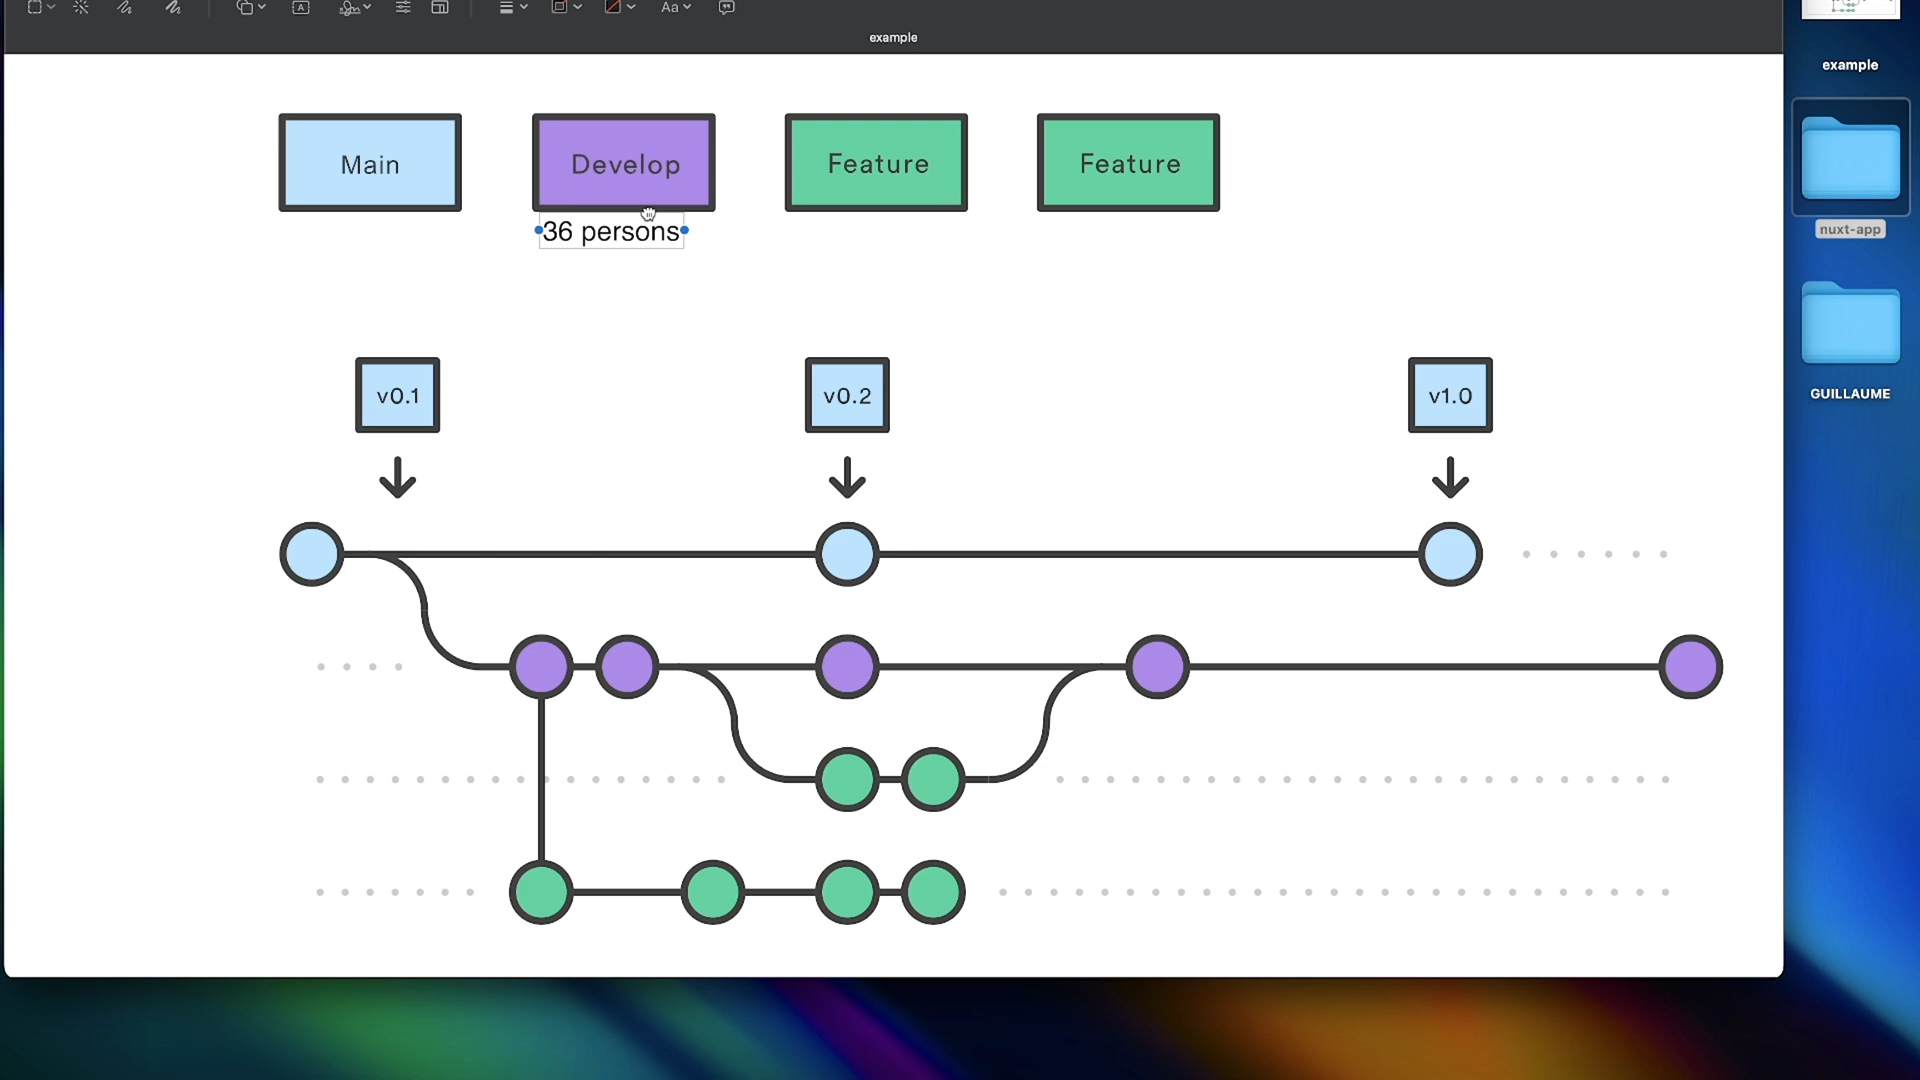 Aa
example
example
Main
Develop
Feature
Feature
36 persons
nuxt-app
v0.1
v0.2
v1.0
GUILLAUME